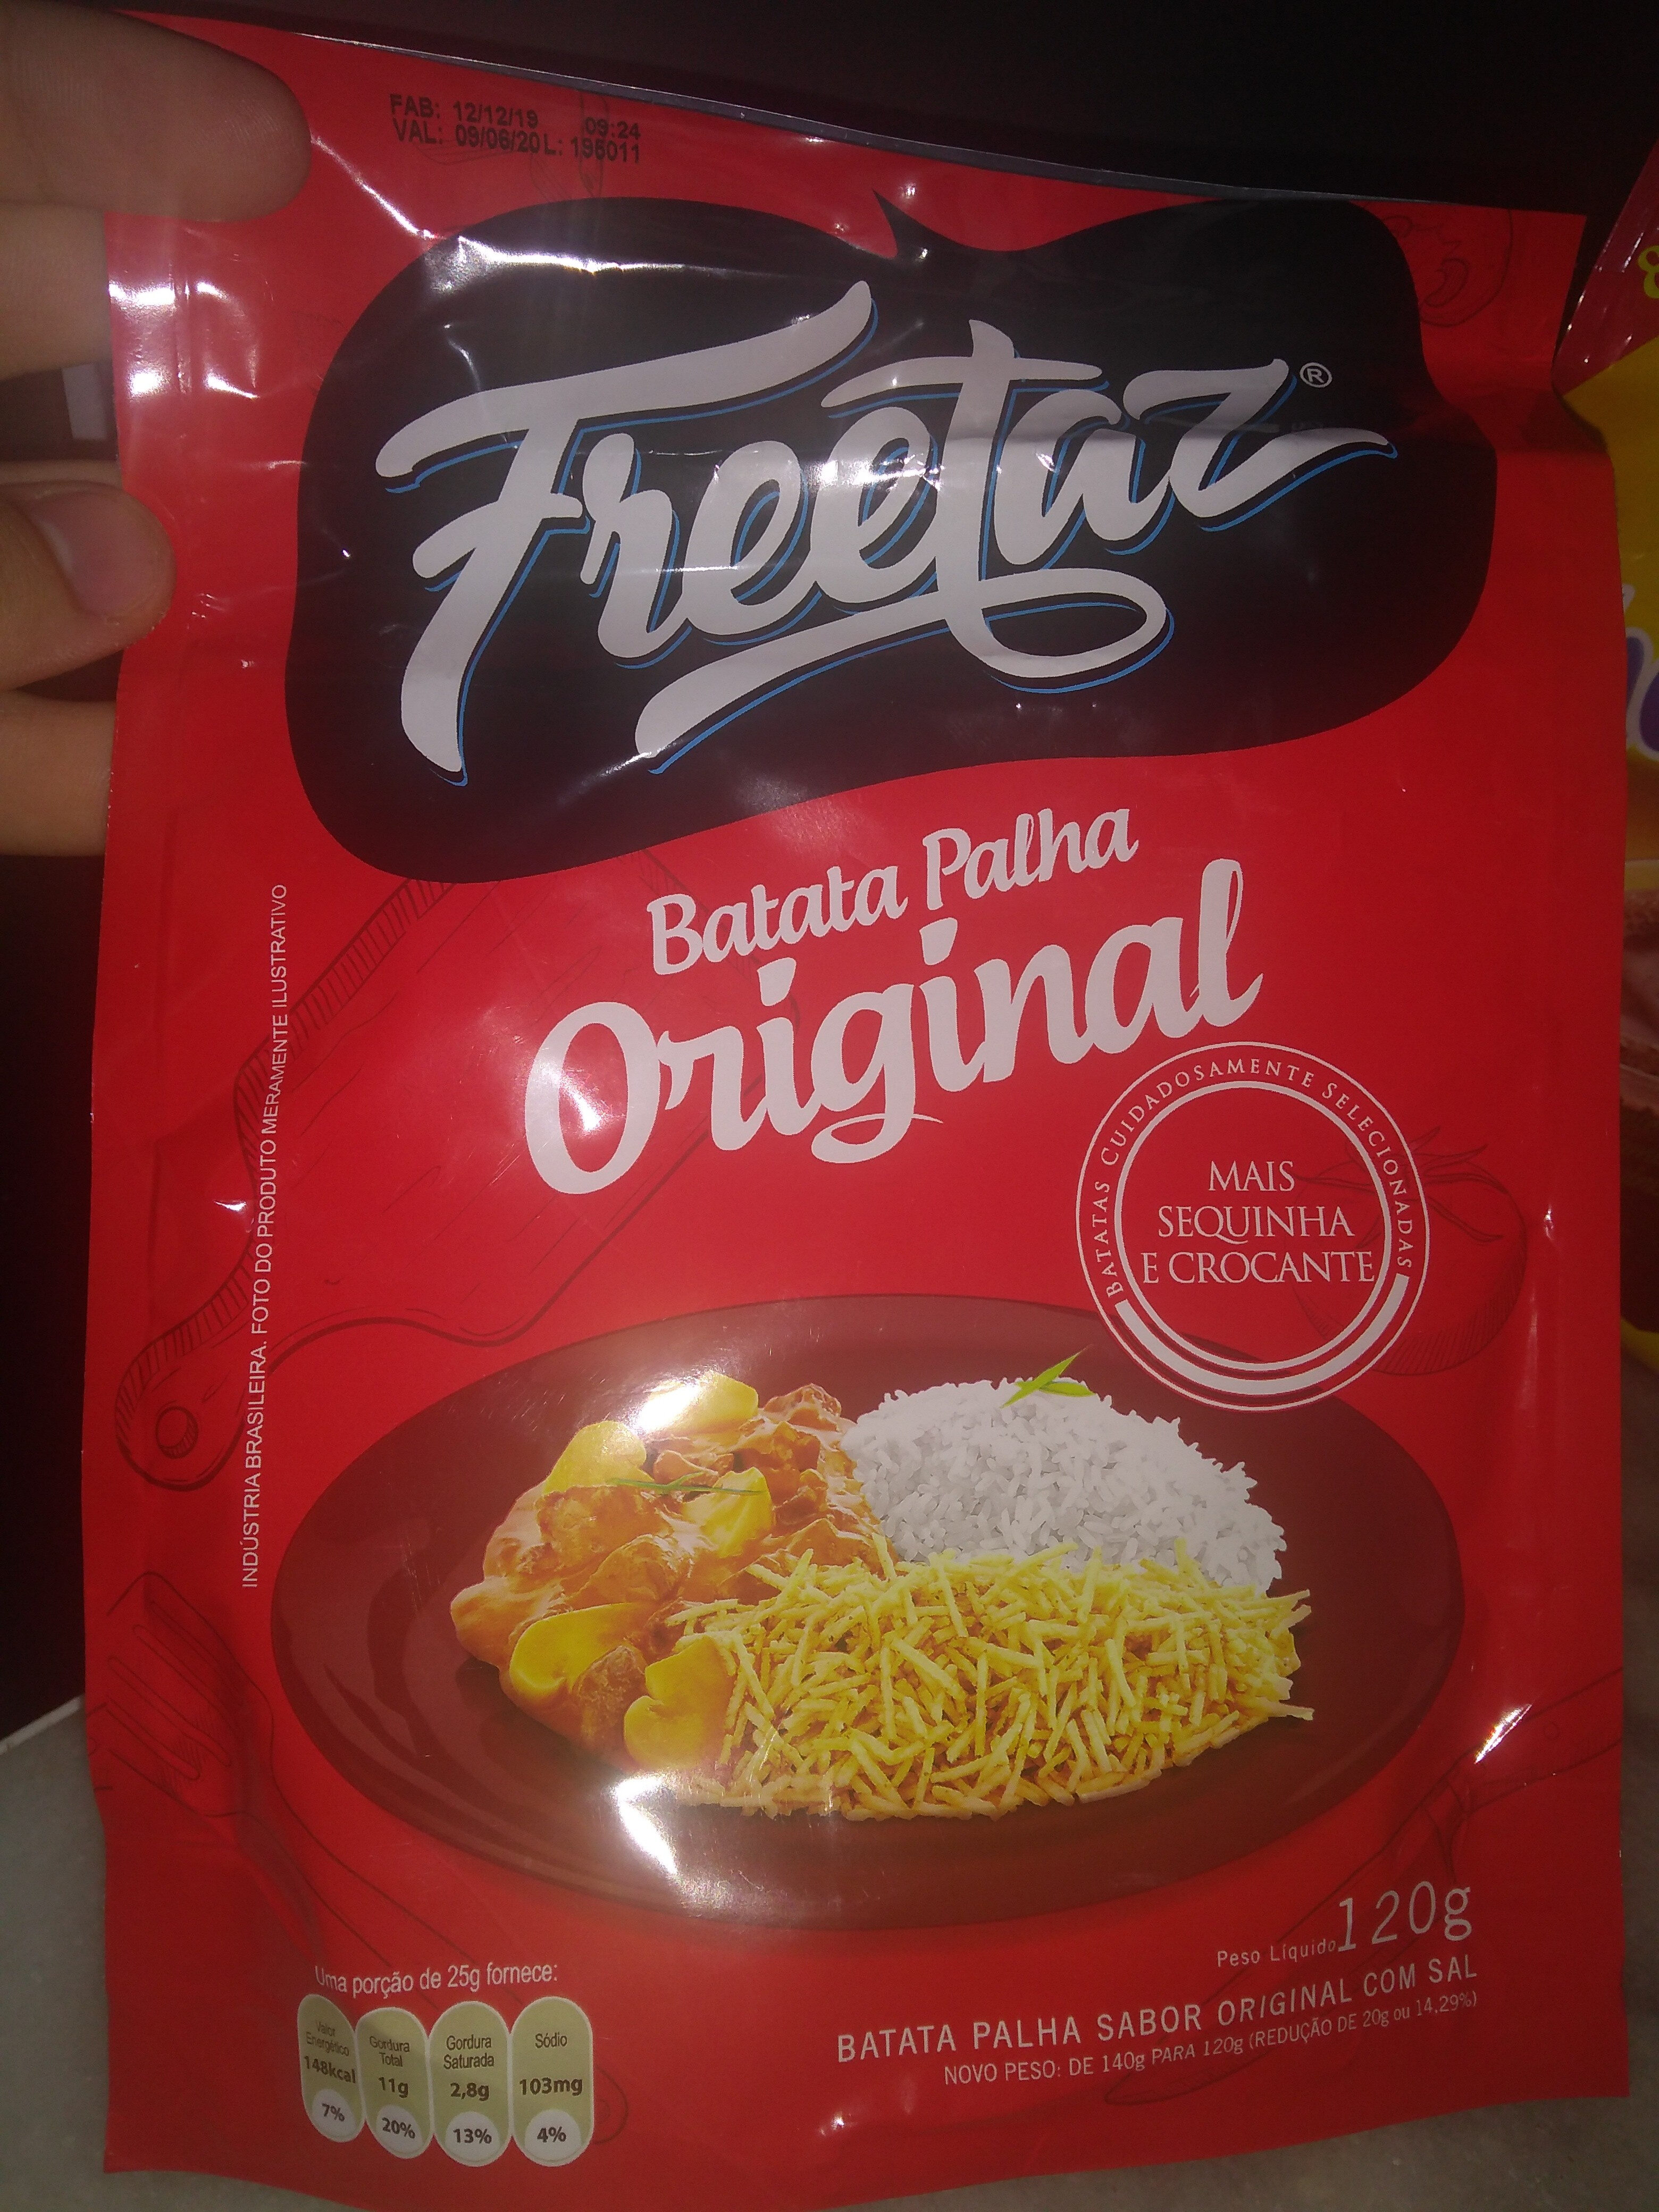 FAB: 12/12/19 09:24
VAL: 09/06/20 L: 195011
Freetaz®
Batata Palha
Original
BATATAS CUIDADOSAMENTE SELECIONADAS
MAIS
SEQUINHA
E CROCANTE
INDÚSTRIA BRASILEIRA. FOTO DO PRODUTO MERAMENTE ILUSTRATIVO
Peso Líquido 120g
BATATA PALHA SABOR ORIGINAL COM SAL
NOVO PESO: DE 140g PARA 120g (REDUÇÃO DE 20g ou 14,29%)
Uma porção de 25g fornece:
Valor
Energético
148kcal
7%
Gordura
Total
11g
20%
Gordura
Saturada
2,8g
13%
Sódio
103mg
4%